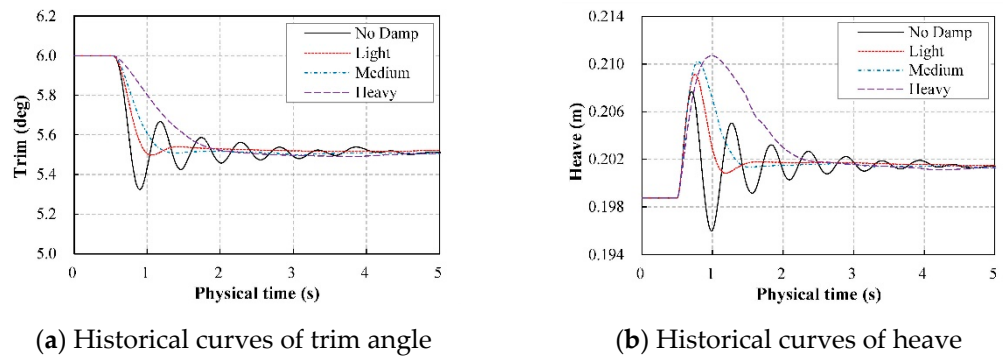 6.2
6.0
5.8
5.6
5.4
5.2
5.0
Trim (deg)
No Damp
Light
Medium
Heavy
0 1 2 3 4 5
Physical time (s)
(a) Historical curves of trim angle
0.214
0.210
0.206
0.202
0.198
0.194
Heave (m)
No Damp
Light
Medium
Heavy
0 1 2 3 4 5
Physical time (s)
(b) Historical curves of heave